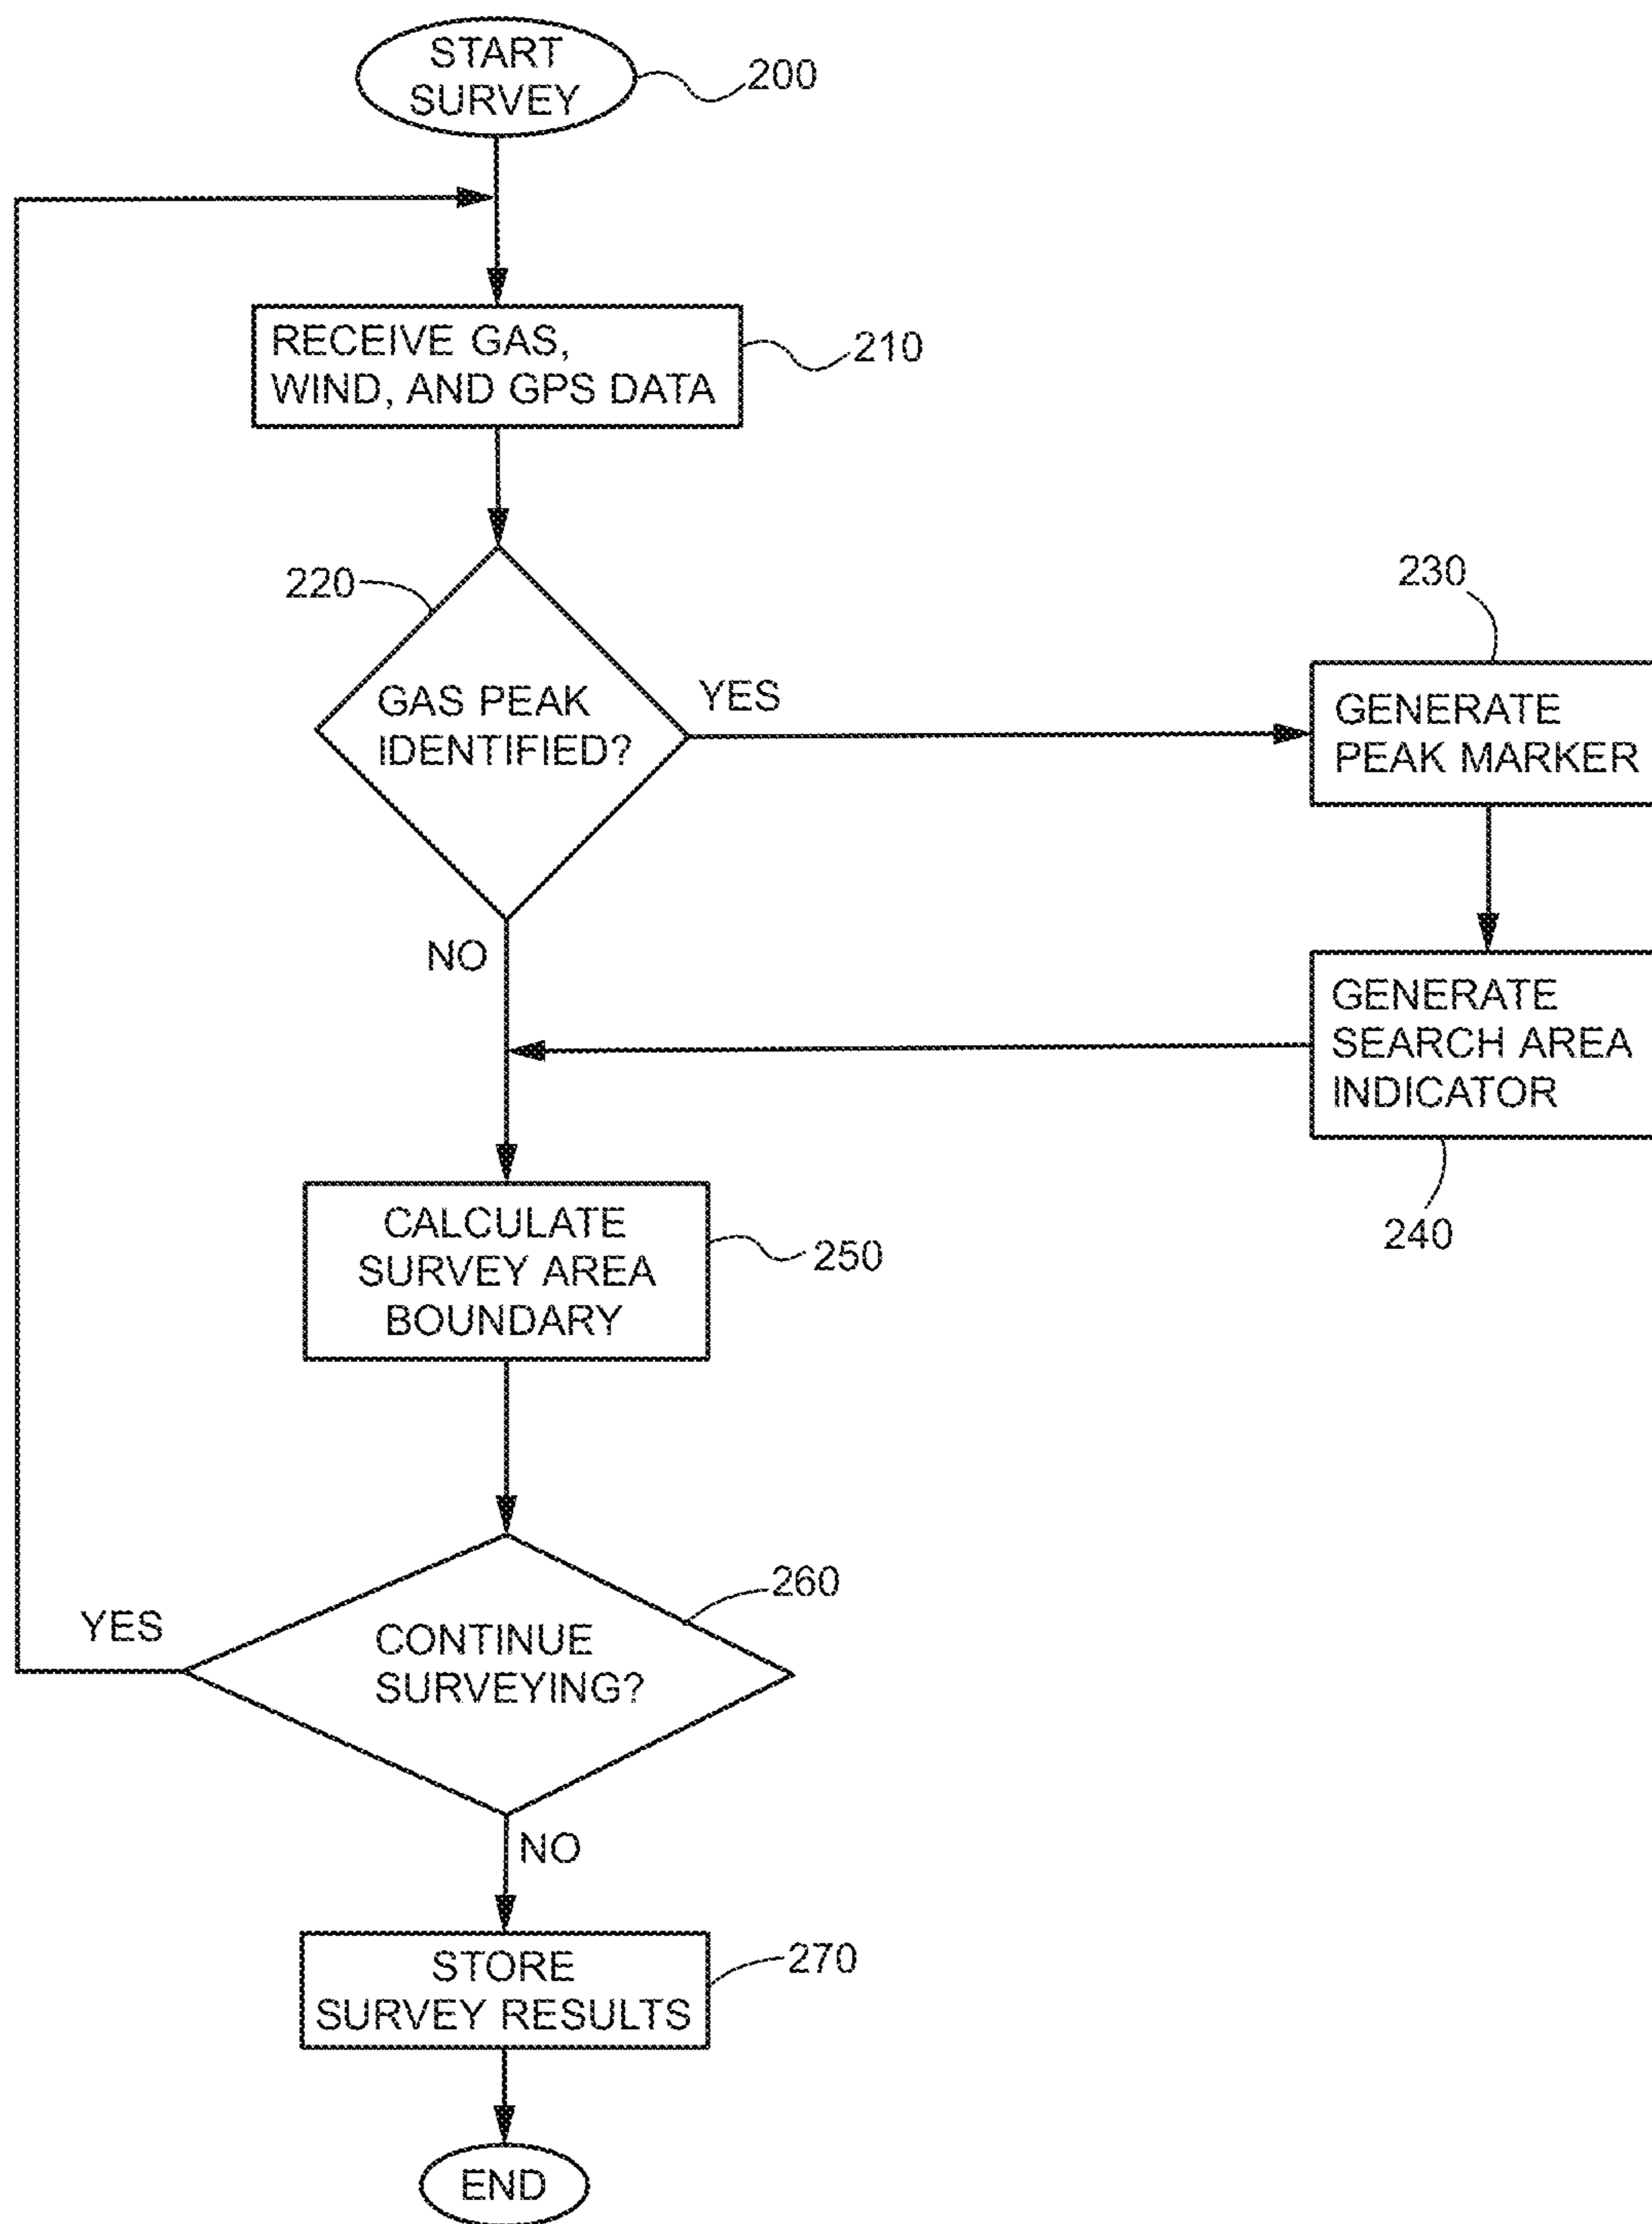 START
SURVEY
200
RECEIVE GAS,
WIND, AND GPS DATA
210
220
GAS PEAK
IDENTIFIED?
YES
230
GENERATE
PEAK MARKER
NO
GENERATE
SEARCH AREA
INDICATOR
240
CALCULATE
SURVEY AREA
BOUNDARY
250
260
YES
CONTINUE
SURVEYING?
NO
STORE
SURVEY RESULTS
270
END